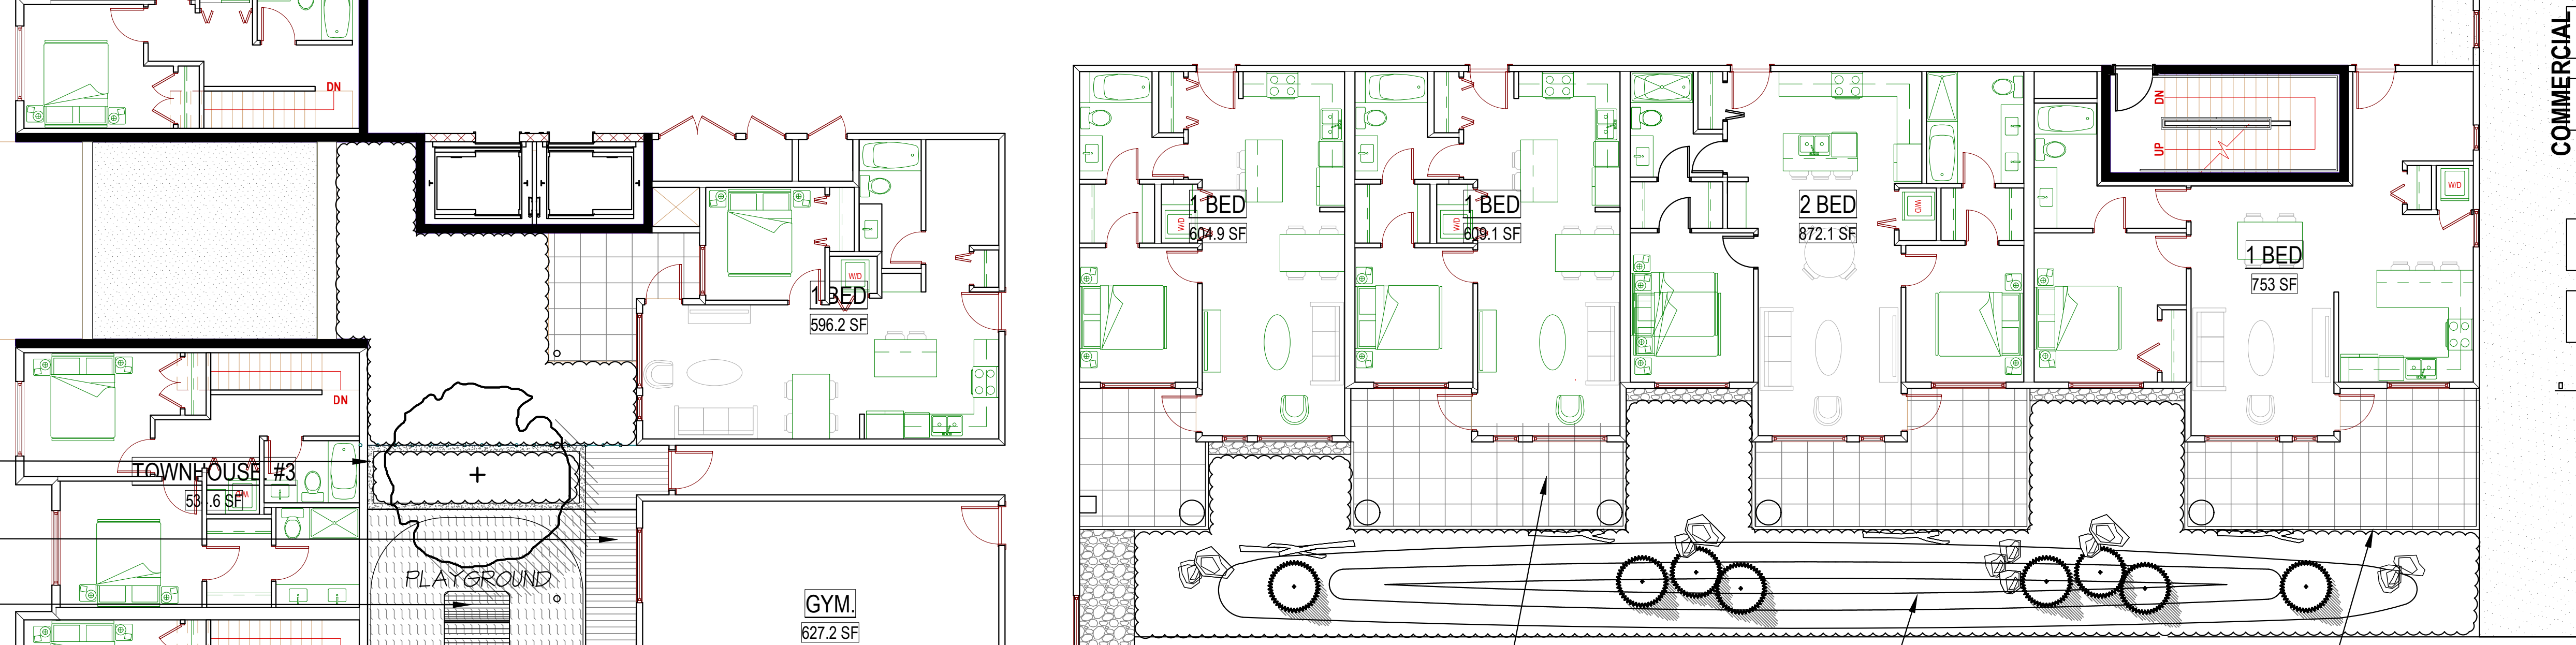 DN
COMMERCIAL
DN
UP
W/D
1 BED
604.9 SF
W/D
1 BED
609.1 SF
W/D
2 BED
872.1 SF
W/D
1 BED
753 SF
W/D
W/D
1 BED
596.2 SF
DN
TOWNHOUSE #3
W/D
PLAYGROUND
GYM.
627.2 SF